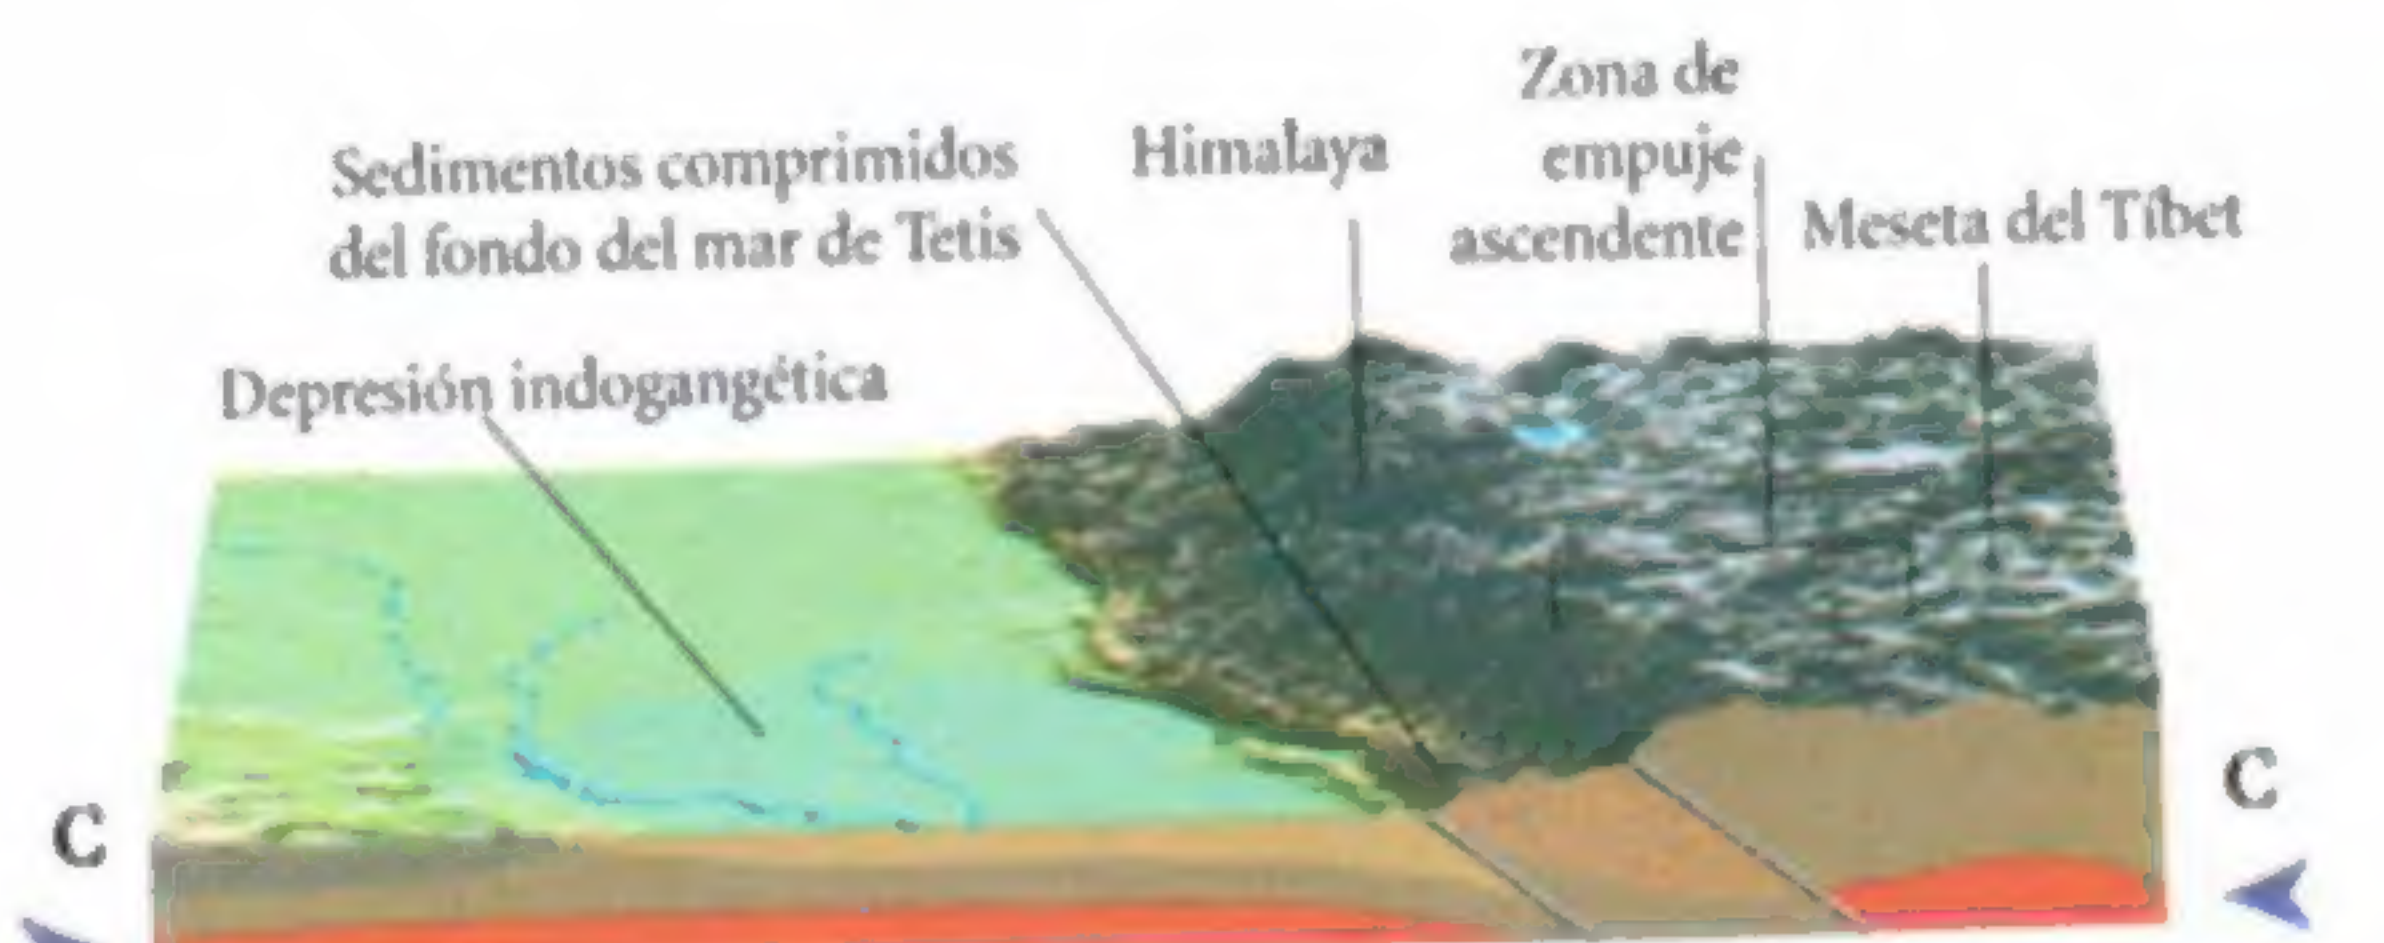 Zona de
empuje
ascendente
Sedimentos comprimidos
del fondo del mar de Tetis
Himalaya
Meseta del Tíbet
Depresión indogangética
C
C